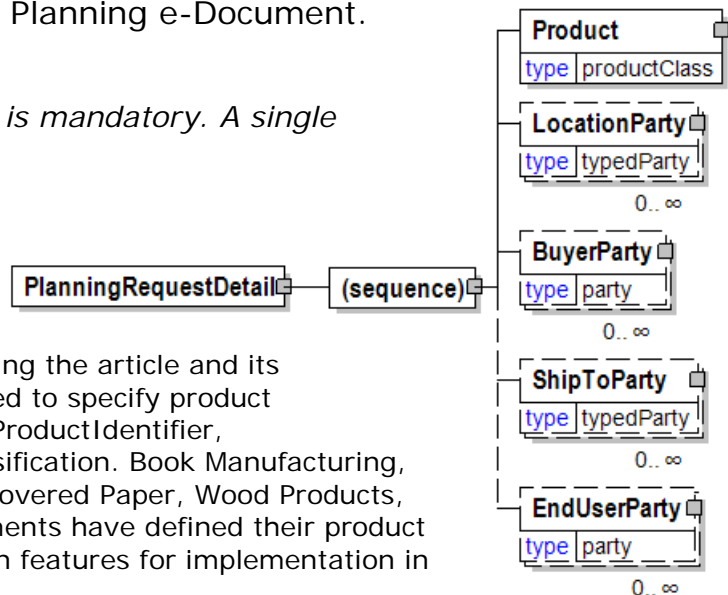 Planning e-Document.
is mandatory. A single
PlanningRequestDetail
(sequence)
Product
type productClass
LocationParty
type typedParty
0.. ∞
BuyerParty
type party
0.. ∞
ShipToParty
type typedParty
0.. ∞
EndUserParty
type party
0.. ∞
ng the article and its
ed to specify product
ProductIdentifier,
sification. Book Manufacturing,
overed Paper, Wood Products,
ents have defined their product
n features for implementation in